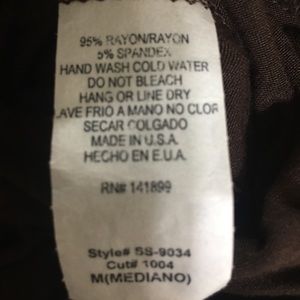 95% RAYON/RAYON
5% SPANDEX
HAND WASH COLD WATER
DO NOT BLEACH
HANG OR LINE DRY
LAVE FRIO A MANO NO CLOR
SECAR COLGADO
MADE IN U.S.A.
HECHO EN E.U.A.
RN# 141899
Style# SS-9034
Cut# 1004
M(MEDIANO)